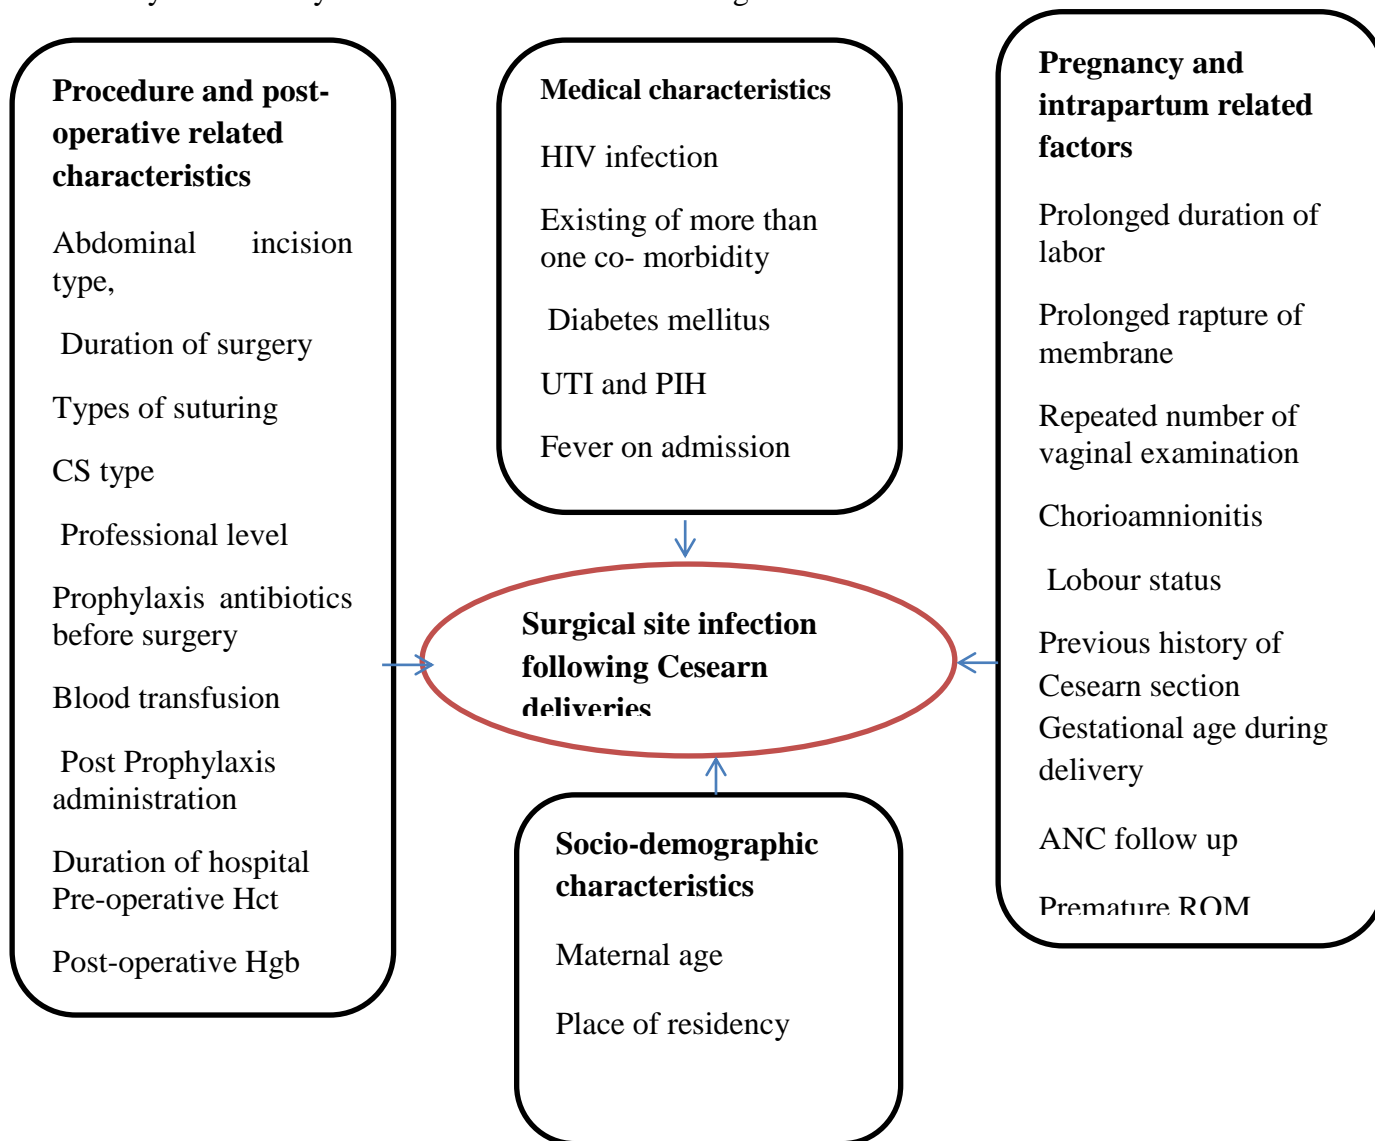 Procedure and post-
operative related
characteristics
Abdominal incision
type,
Duration of surgery
Types of suturing
CS type
Professional level
Prophylaxis antibiotics
before surgery
Blood transfusion
Post Prophylaxis
administration
Duration of hospital
Pre-operative Hct
Post-operative Hgb
Medical characteristics
HIV infection
Existing of more than
one co- morbidity
Diabetes mellitus
UTI and PIH
Fever on admission
Pregnancy and
intrapartum related
factors
Prolonged duration of
labor
Prolonged rapture of
membrane
Repeated number of
vaginal examination
Chorioamnionitis
Lobour status
Previous history of
Cesearn section
Gestational age during
delivery
ANC follow up
Premature ROM
Surgical site infection
following Cesearn
deliveries
Socio-demographic
characteristics
Maternal age
Place of residency